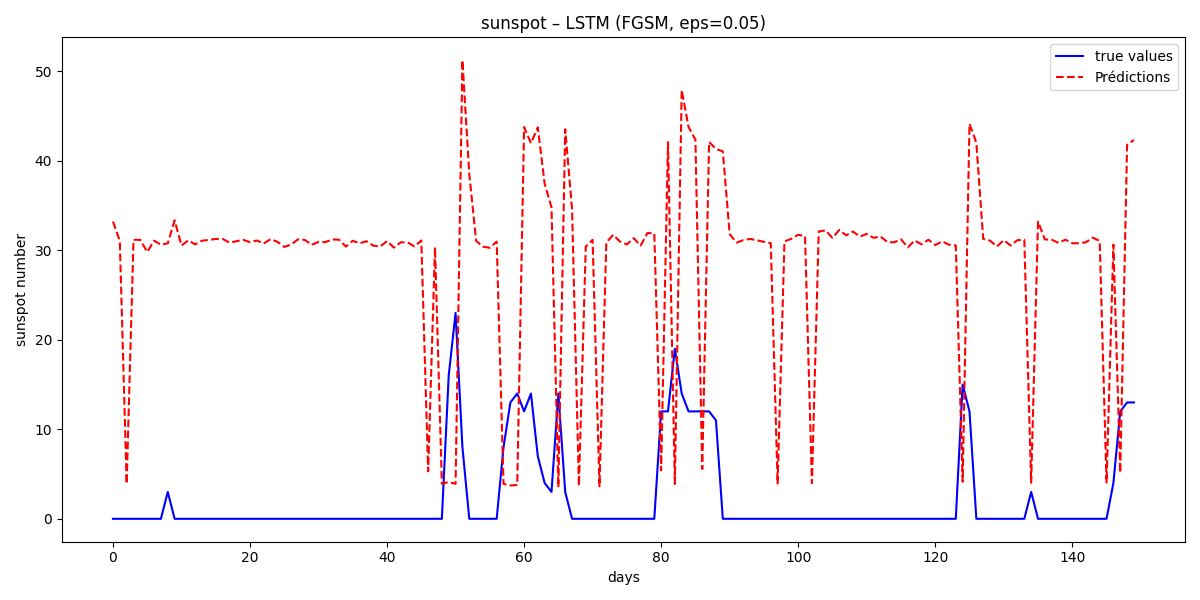 sunspot – LSTM (FGSM, eps=0.05)
true values
Prédictions
sunspot number
50
40
30
20
10
0
0 20 40 60 80 100 120 140
days